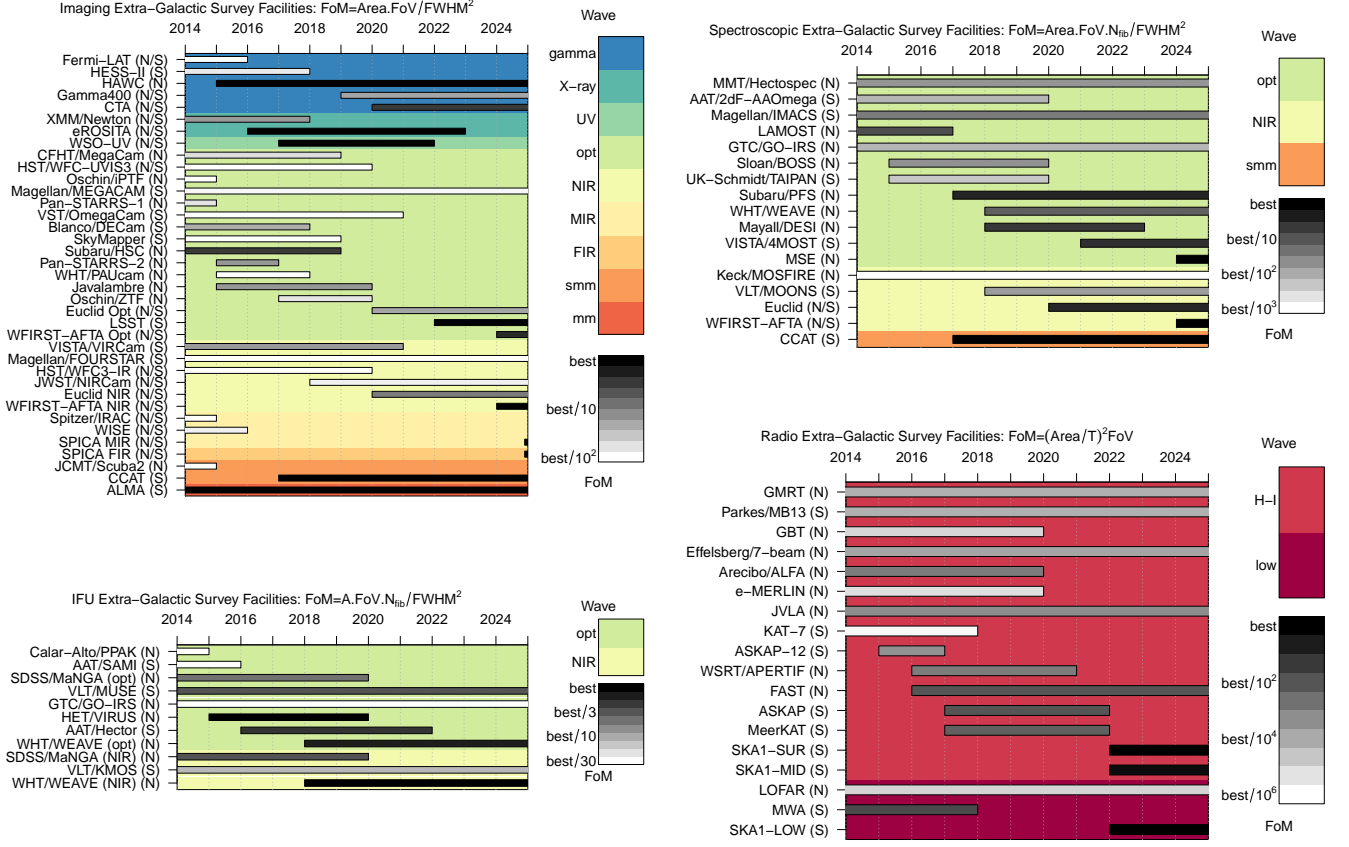 Imaging Extra−Galactic Survey Facilities: FoM=Area.FoV/FWHM²
2014 2016 2018 2020 2022 2024
Fermi−LAT (N/S)
HESS−II (N/S)
HAWC (N)
Gamma400 (N/S)
CTA (N/S)
XMM/Newton (N/S)
eROSITA (N/S)
WSO−UV (N/S)
CFHT/MegaCam (N)
HST/WFC−UVIS3 (N/S)
Oschin/iPTF (N)
Magellan/MEGACAM (S)
Pan−STARRS−1 (N)
VST/OmegaCam (S)
Blanco/DECam (S)
SkyMapper (S)
Subaru/HSC (N)
Pan−STARRS−2 (N)
WHT/PAUcam (N)
Javalambre (N)
Oschin/ZTF (N)
Euclid Opt (N/S)
LSST (S)
WFIRST−AFTA Opt (N/S)
VISTA/VIRCam (S)
Magellan/FOURSTAR (S)
HST/WFC3−IR (N/S)
JWST/NIRCam (N/S)
Euclid NIR (N/S)
WFIRST−AFTA NIR (N/S)
Spitzer/IRAC (N/S)
WISE (N/S)
SPICA MIR (N/S)
SPICA FIR (N/S)
JCMT/Scuba2 (N)
CCAT (S)
ALMA (S)
Wave
gamma
X−ray
UV
opt
NIR
MIR
FIR
smm
mm
best
best/10
best/10²
FoM
Spectroscopic Extra−Galactic Survey Facilities: FoM=Area.FoV.N_fib/FWHM²
2014 2016 2018 2020 2022 2024
MMT/Hectospec (N)
AAT/2dF−AAOmega (S)
Magellan/IMACS (S)
LAMOST (N)
GTC/GO−IRS (N)
Sloan/BOSS (N)
UK−Schmidt/TAIPAN (S)
Subaru/PFS (N)
WHT/WEAVE (N)
Mayall/DESI (N)
VISTA/4MOST (S)
MSE (N)
Keck/MOSFIRE (N)
VLT/MOONS (S)
Euclid (N/S)
WFIRST−AFTA (N/S)
CCAT (S)
Wave
opt
NIR
smm
best
best/10
best/10²
best/10³
FoM
IFU Extra−Galactic Survey Facilities: FoM=A.FoV.N_fib/FWHM²
2014 2016 2018 2020 2022 2024
Calar−Alto/PPAK (N)
AAT/SAMI (S)
SDSS/MaNGA (opt) (N)
VLT/MUSE (S)
GTC/GO−IRS (N)
HET/VIRUS (N)
AAT/Hector (S)
WHT/WEAVE (opt) (N)
SDSS/MaNGA (NIR) (N)
VLT/KMOS (S)
WHT/WEAVE (NIR) (N)
Wave
opt
NIR
best
best/3
best/10
best/30
FoM
Radio Extra−Galactic Survey Facilities: FoM=(Area/T)²FoV
2014 2016 2018 2020 2022 2024
GMRT (N)
Parkes/MB13 (S)
GBT (N)
Effelsberg/7−beam (N)
Arecibo/ALFA (N)
e−MERLIN (N)
JVLA (N)
KAT−7 (S)
ASKAP−12 (S)
WSRT/APERTIF (N)
FAST (N)
ASKAP (S)
MeerKAT (S)
SKA1−SUR (S)
SKA1−MID (S)
LOFAR (N)
MWA (S)
SKA1−LOW (S)
Wave
H−I
low
best
best/10²
best/10⁴
best/10⁶
FoM